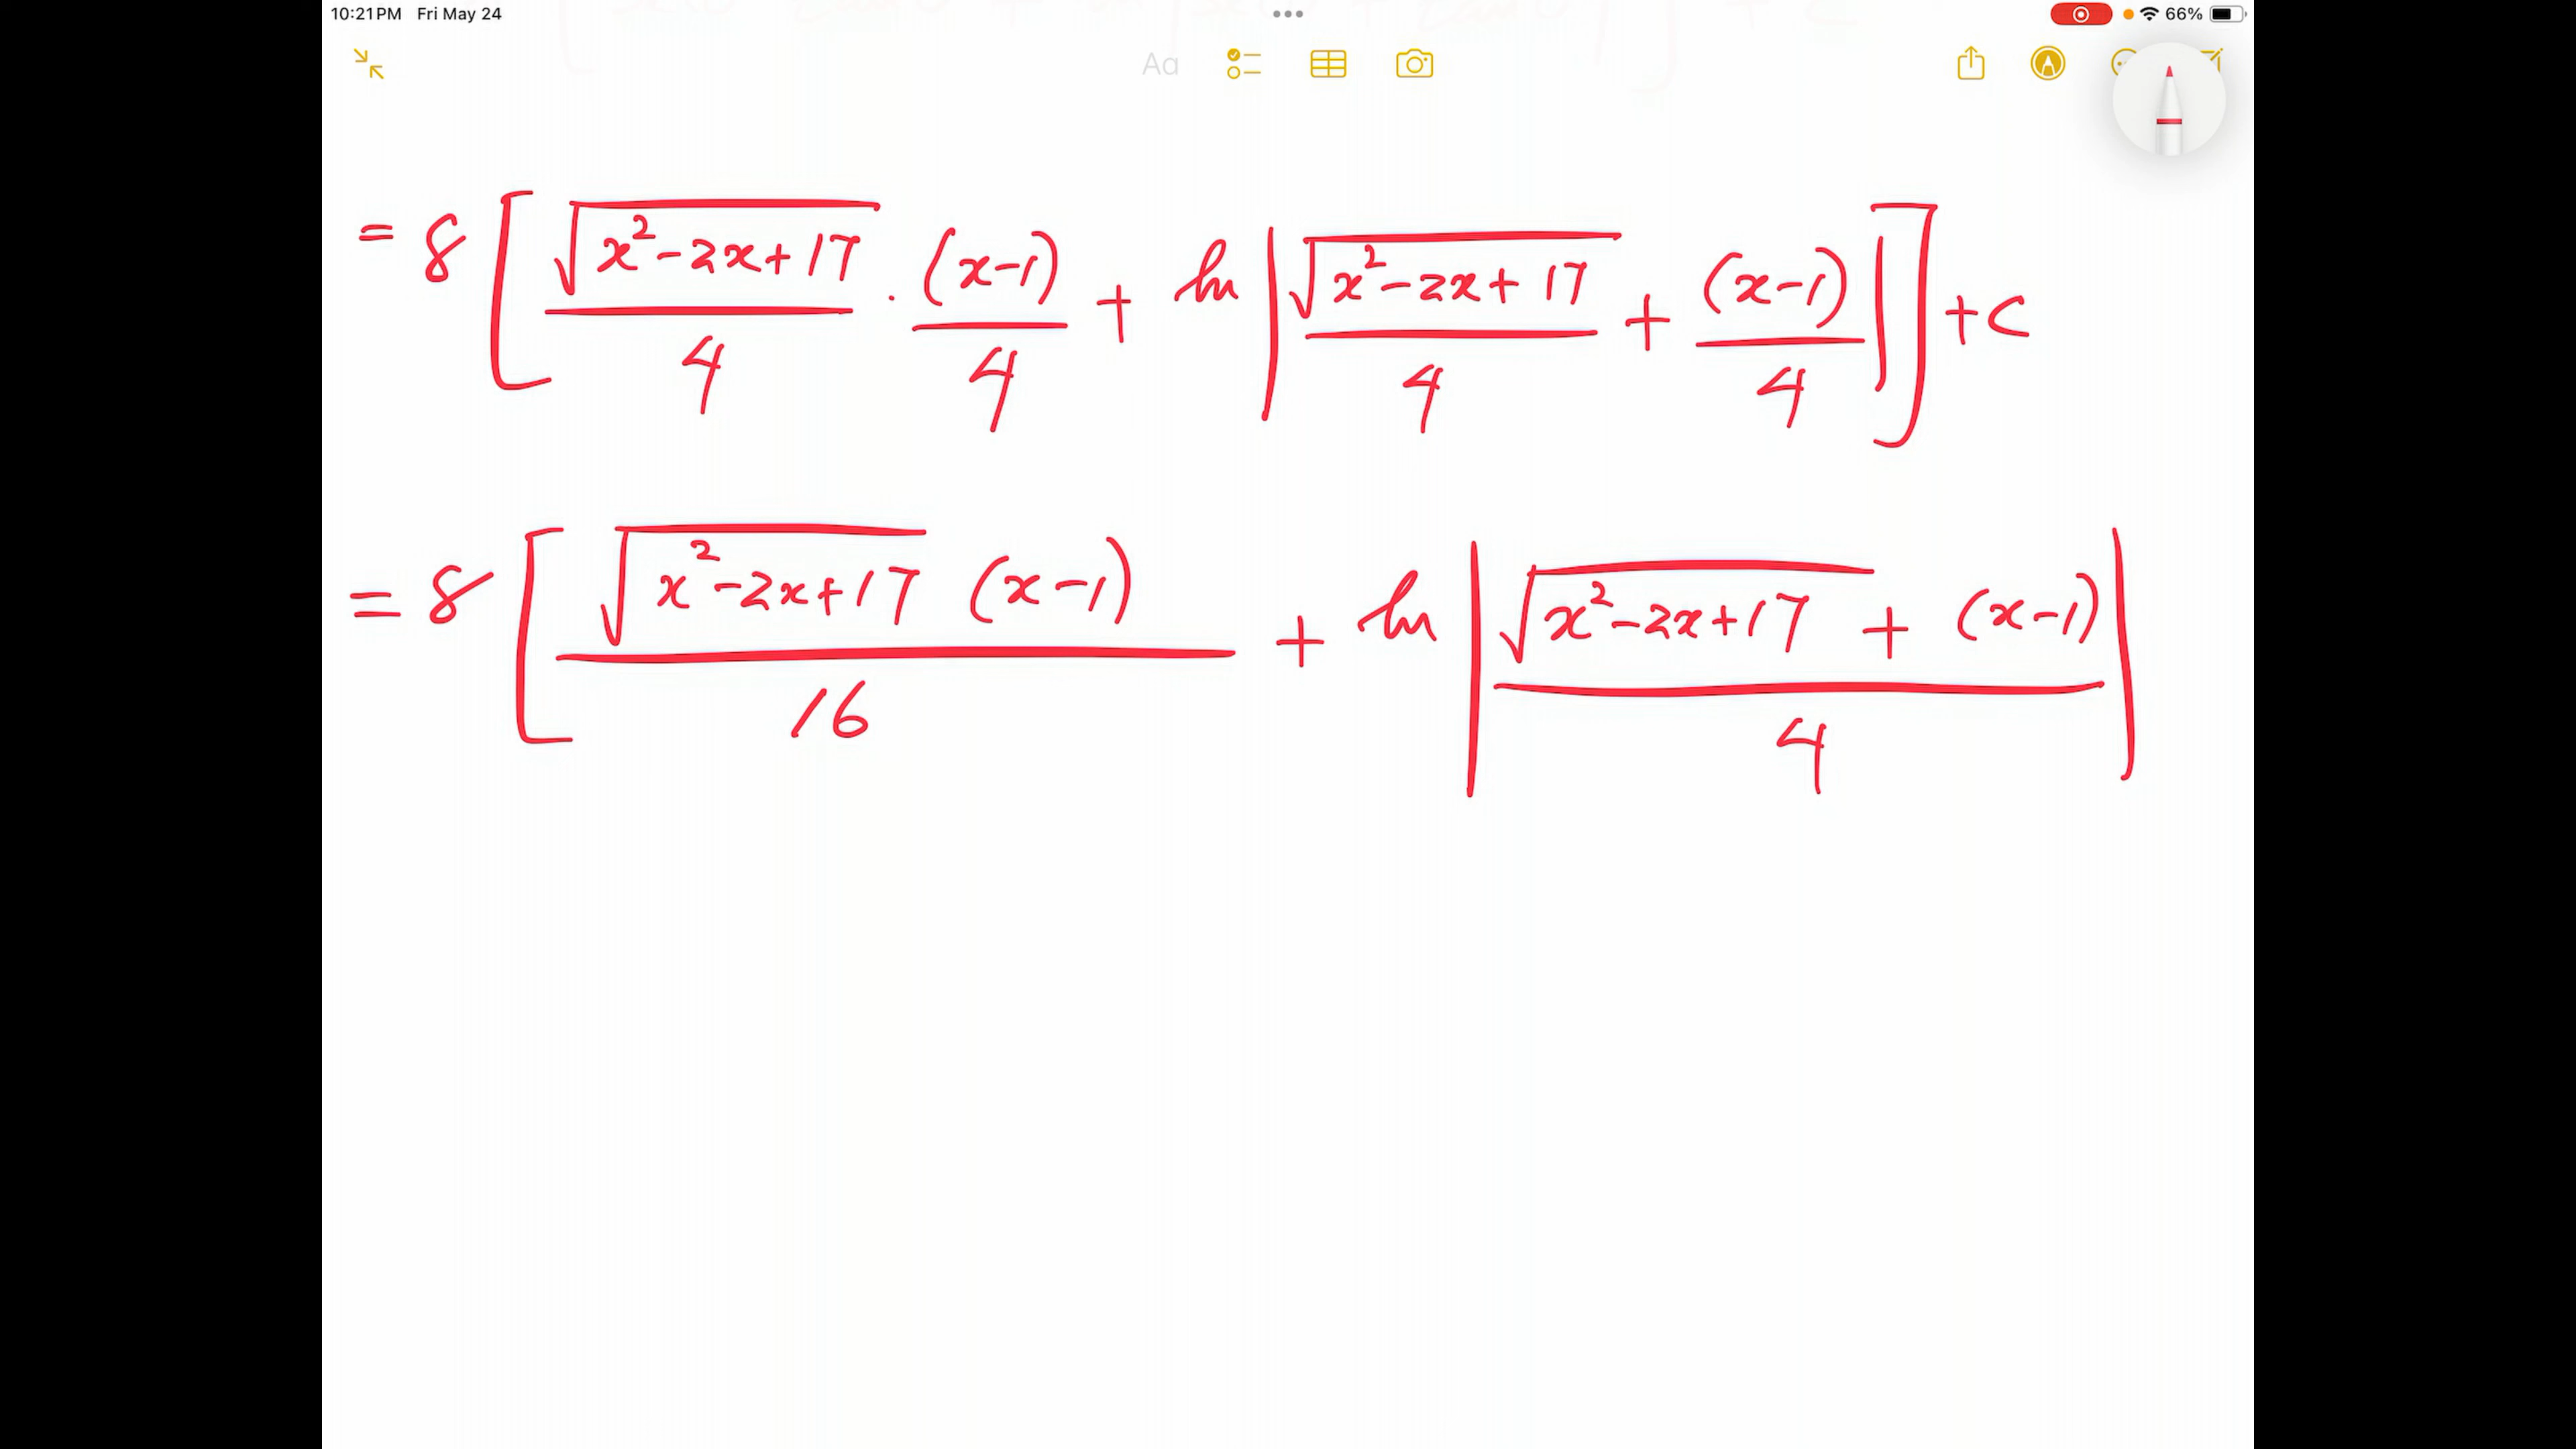 10:21 PM Fri May 24 66%
Aa
= 8 [ √(x²-2x+17) / 4 . (x-1) / 4 + ln | √(x²-2x+17) / 4 + (x-1) / 4 | ] + c
= 8 [ √(x²-2x+17) (x-1) / 16 + ln | √(x²-2x+17) + (x-1) / 4 |